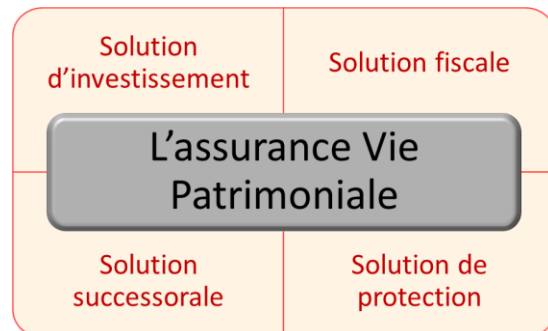 Solution
d’investissement
Solution fiscale
L’assurance Vie
Patrimoniale
Solution
successorale
Solution de
protection